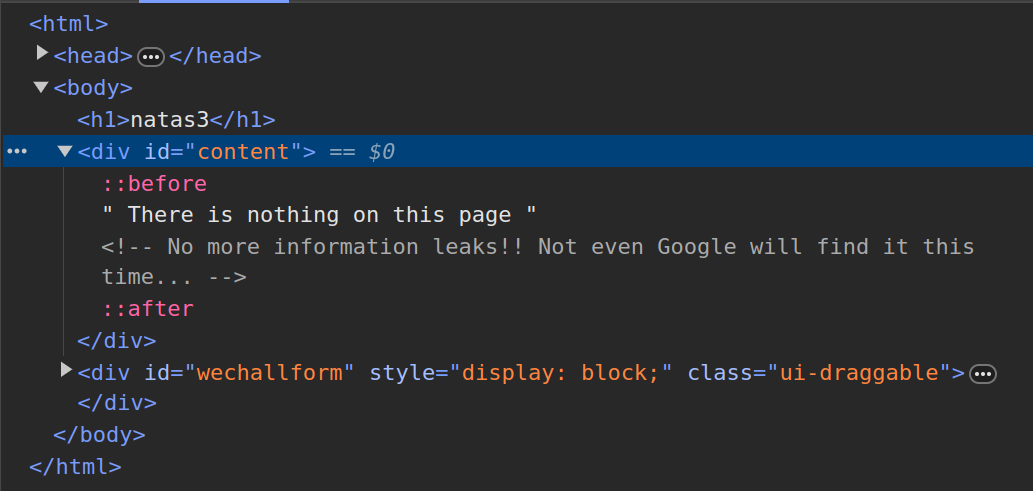 <html>
<head>…</head>
<body>
<h1>natas3</h1>
… <div id="content"> == $0
::before
" There is nothing on this page "
<!-- No more information leaks!! Not even Google will find it this
time... -->
::after
</div>
<div id="wechallform" style="display: block;" class="ui-draggable">…
</div>
</body>
</html>